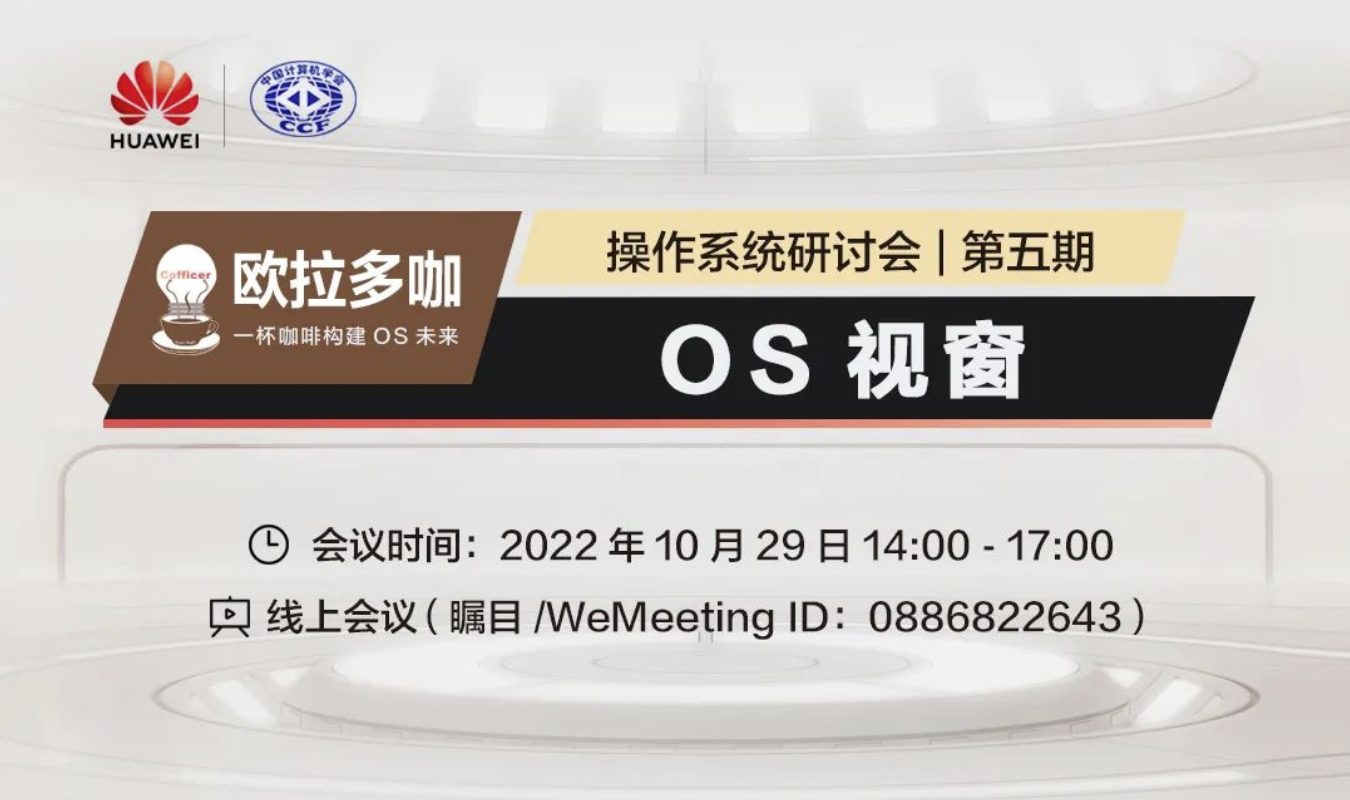 HUAWEI
中国计算机学会
CCF
Cofficer
欧拉多咖
一杯咖啡构建 OS 未来
操作系统研讨会 | 第五期
OS 视窗
会议时间：2022 年 10 月 29 日 14:00 - 17:00
线上会议（瞩目 /WeMeeting ID：0886822643）